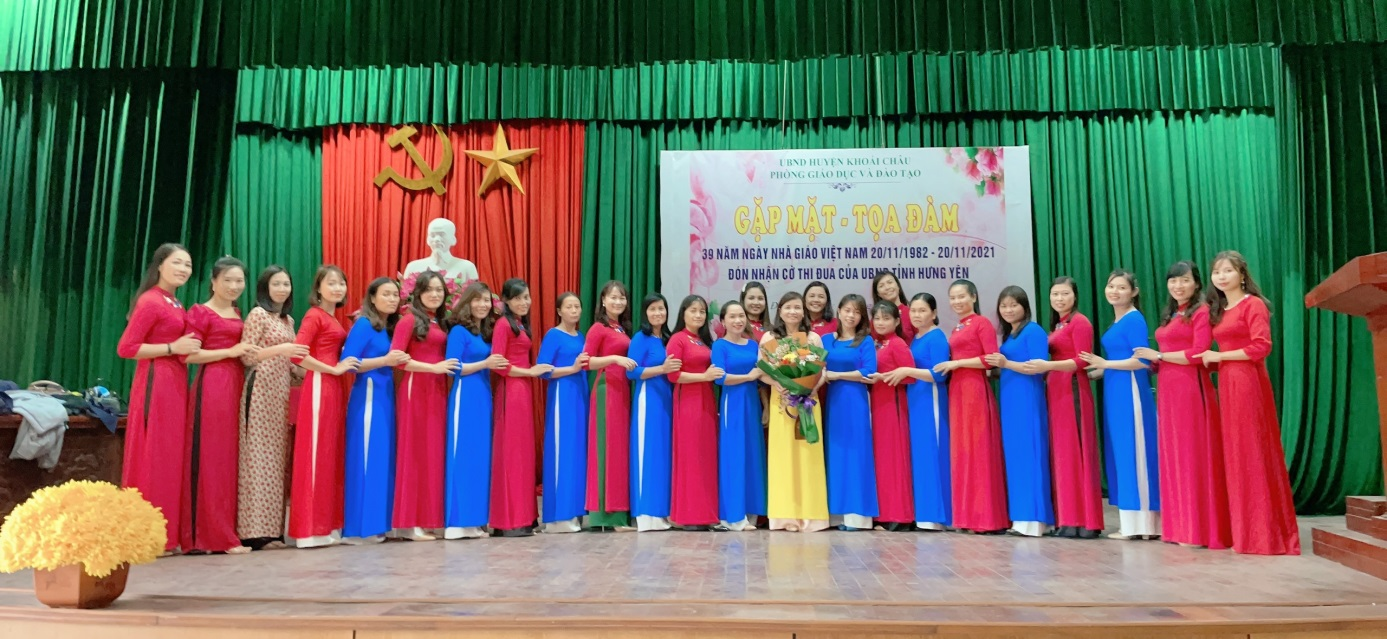 UBND HUYỆN KHOÁI CHÂU
PHÒNG GIÁO DỤC VÀ ĐÀO TẠO
GẶP MẶT - TỌA ĐÀM
39 NĂM NGÀY NHÀ GIÁO VIỆT NAM 20/11/1982 - 20/11/2021
ĐÓN NHẬN CỜ THI ĐUA CỦA UBND TỈNH HƯNG YÊN